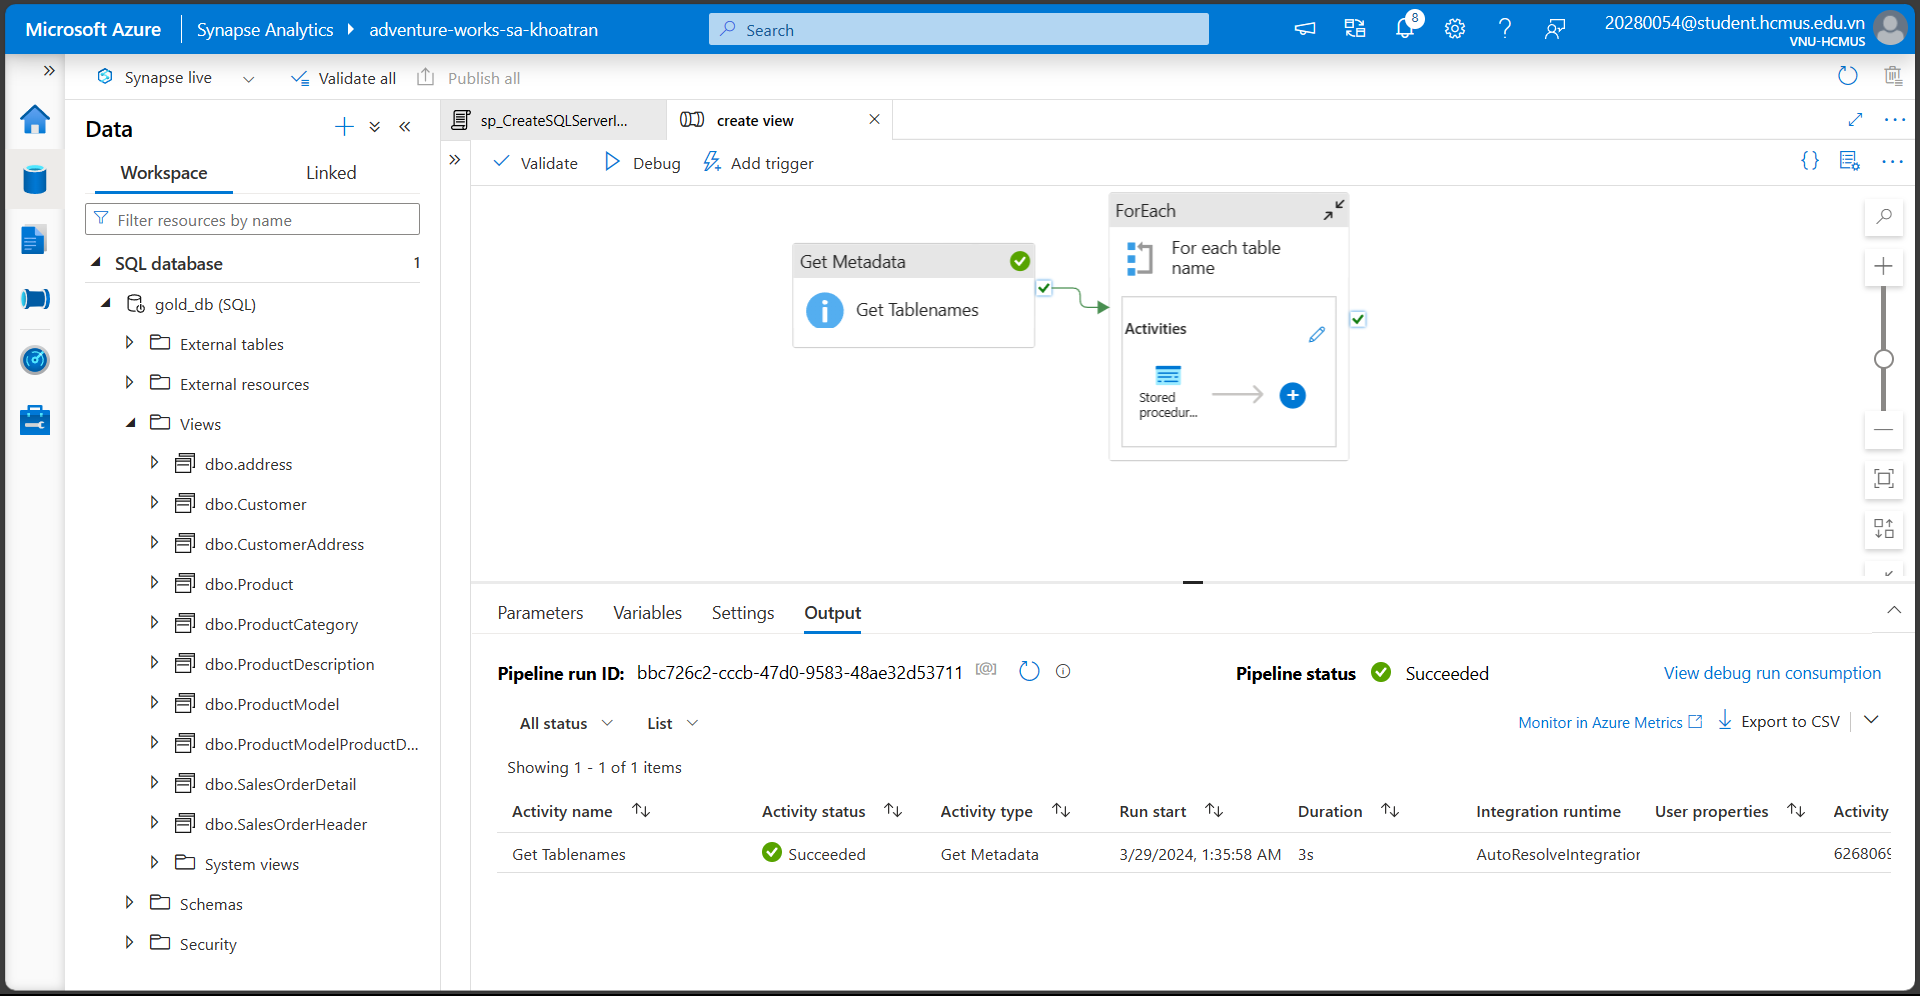 Microsoft Azure
Synapse Analytics
adventure-works-sa-khoatran
Search
8
20280054@student.hcmus.edu.vn
VNU-HCMUS
Synapse live
Validate all
Publish all
Data
Workspace
Linked
Filter resources by name
SQL database
1
gold_db (SQL)
External tables
External resources
Views
dbo.address
dbo.Customer
dbo.CustomerAddress
dbo.Product
dbo.ProductCategory
dbo.ProductDescription
dbo.ProductModel
dbo.ProductModelProductD...
dbo.SalesOrderDetail
dbo.SalesOrderHeader
System views
Schemas
Security
sp_CreateSQLServerl...
create view
Validate
Debug
Add trigger
Get Metadata
Get Tablenames
ForEach
For each table
name
Activities
Stored
procedur...
Parameters
Variables
Settings
Output
Pipeline run ID: bbc726c2-cccb-47d0-9583-48ae32d53711
Pipeline status
Succeeded
View debug run consumption
All status
List
Monitor in Azure Metrics
Export to CSV
Showing 1 - 1 of 1 items
Activity name
Activity status
Activity type
Run start
Duration
Integration runtime
User properties
Activity
Get Tablenames
Succeeded
Get Metadata
3/29/2024, 1:35:58 AM
3s
AutoResolveIntegration
6268069